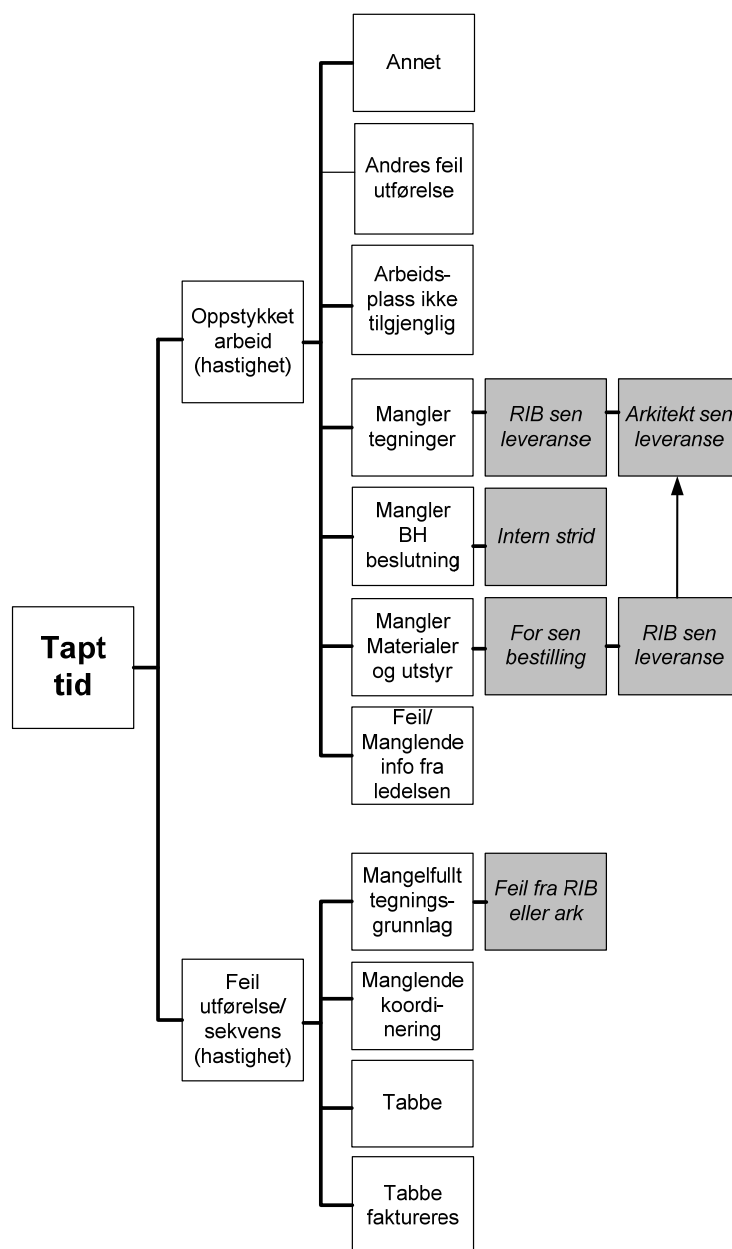 Tapt
tid
Oppstykket
arbeid
(hastighet)
Annet
Andres feil
utførelse
Arbeids-
plass ikke
tilgjenglig
Mangler
tegninger
RIB sen
leveranse
Arkitekt sen
leveranse
Mangler
BH
beslutning
Intern strid
Mangler
Materialer
og utstyr
For sen
bestilling
RIB sen
leveranse
Feil/
Manglende
info fra
ledelsen
Feil
utførelse/
sekvens
(hastighet)
Mangelfullt
tegnings-
grunnlag
Feil fra RIB
eller ark
Manglende
koordi-
nering
Tabbe
Tabbe
faktureres